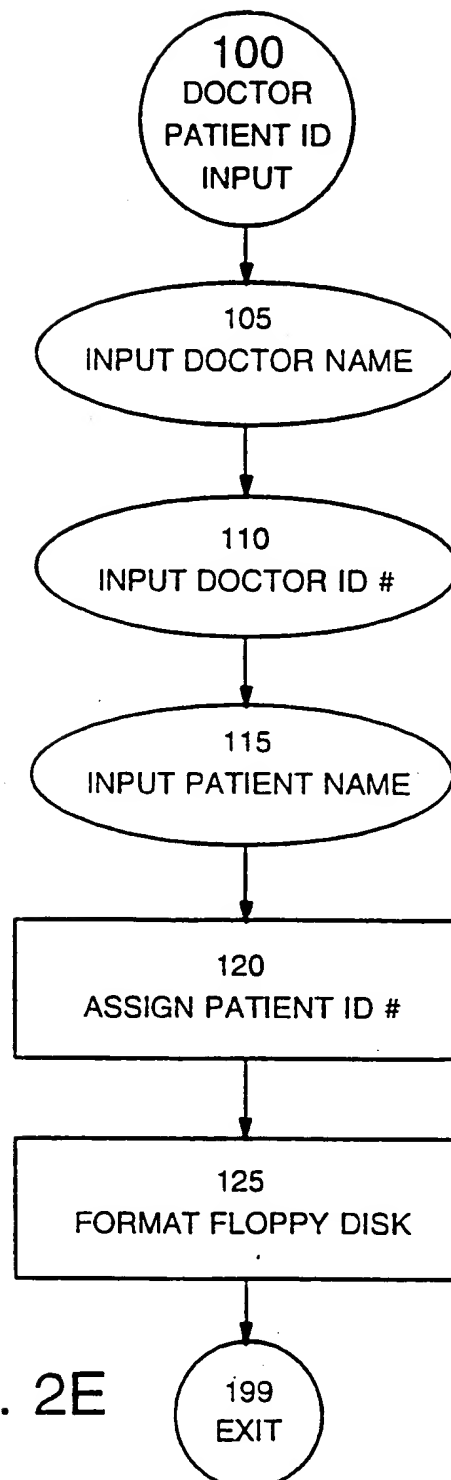 100
DOCTOR
PATIENT ID
INPUT
105
INPUT DOCTOR NAME
110
INPUT DOCTOR ID #
115
INPUT PATIENT NAME
120
ASSIGN PATIENT ID #
125
FORMAT FLOPPY DISK
199
EXIT
. 2E